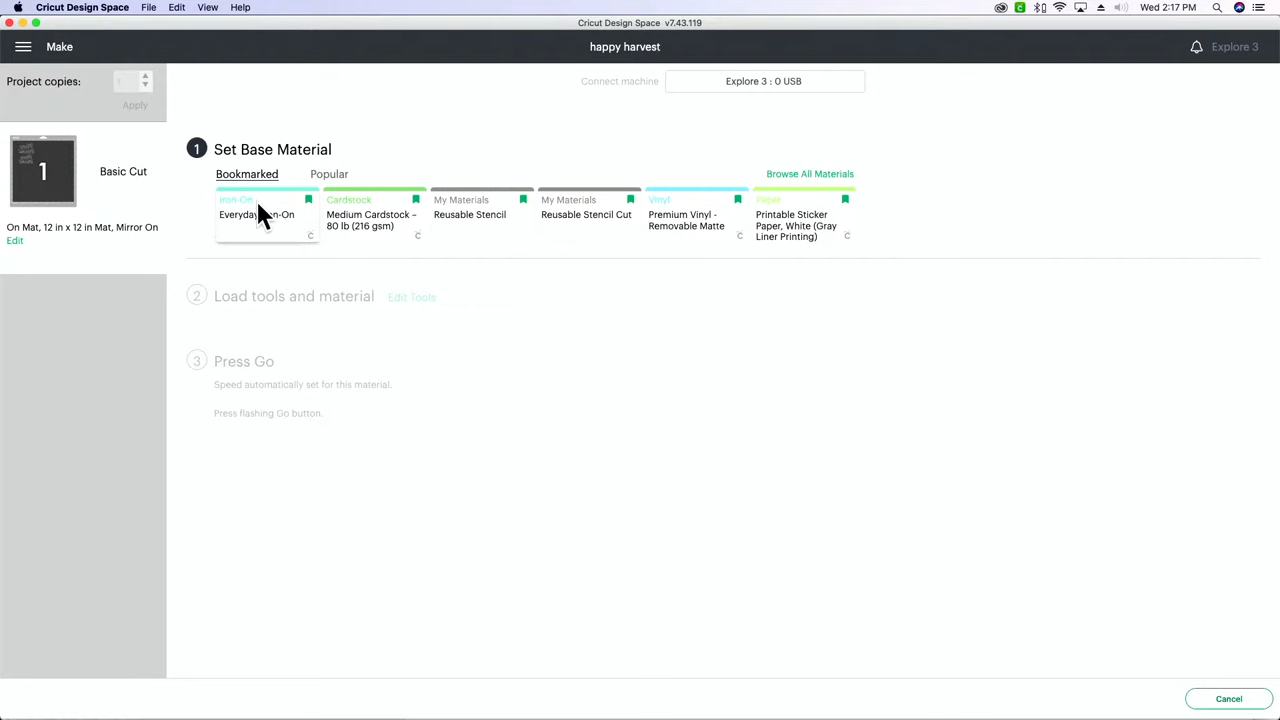 Cricut Design Space File Edit View Help Wed 2:17 PM
Cricut Design Space v7.43.119
Make happy harvest Explore 3
Project copies: 1
Apply
Connect machine Explore 3 : 0 USB
1
Basic Cut
On Mat, 12 in x 12 in Mat, Mirror On
Edit
1 Set Base Material
Bookmarked Popular Browse All Materials
Iron-On
Everyday Iron-On
C
Cardstock
Medium Cardstock –
80 lb (216 gsm)
C
My Materials
Reusable Stencil
My Materials
Reusable Stencil Cut
Vinyl
Premium Vinyl -
Removable Matte
C
Paper
Printable Sticker
Paper, White (Gray
Liner Printing)
C
2 Load tools and material Edit Tools
3 Press Go
Speed automatically set for this material.
Press flashing Go button.
Cancel